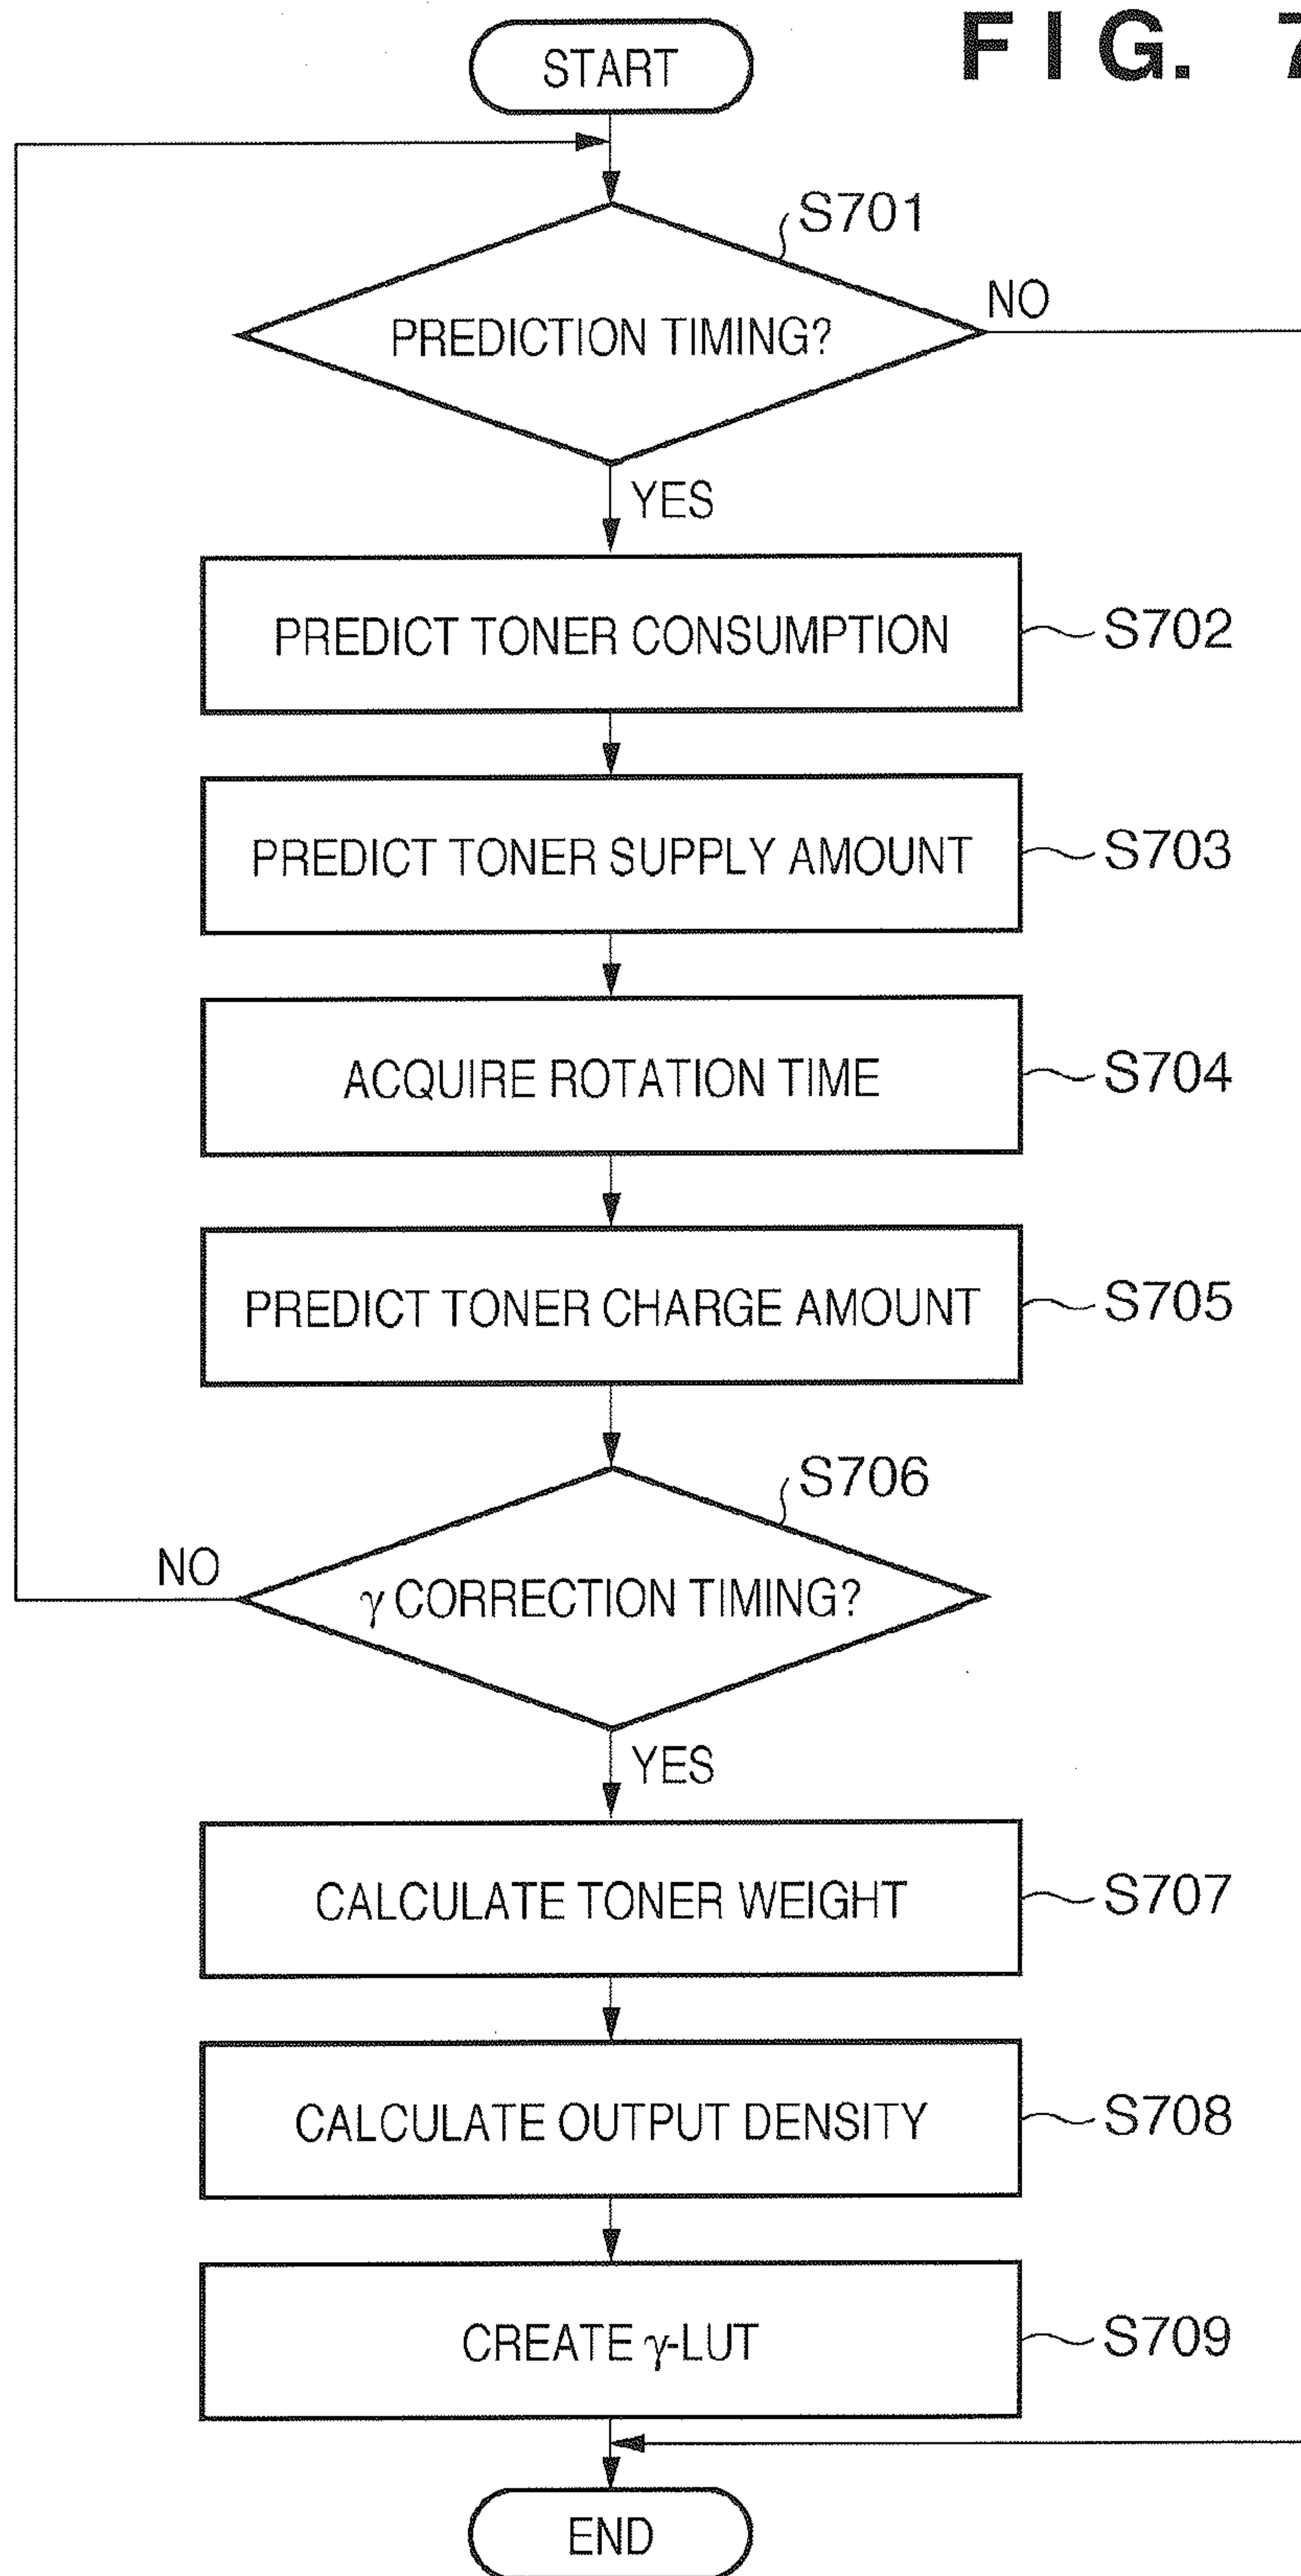 FIG. 7
START
S701
PREDICTION TIMING?
NO
YES
PREDICT TONER CONSUMPTION
S702
PREDICT TONER SUPPLY AMOUNT
S703
ACQUIRE ROTATION TIME
S704
PREDICT TONER CHARGE AMOUNT
S705
S706
γ CORRECTION TIMING?
NO
YES
CALCULATE TONER WEIGHT
S707
CALCULATE OUTPUT DENSITY
S708
CREATE γ-LUT
S709
END